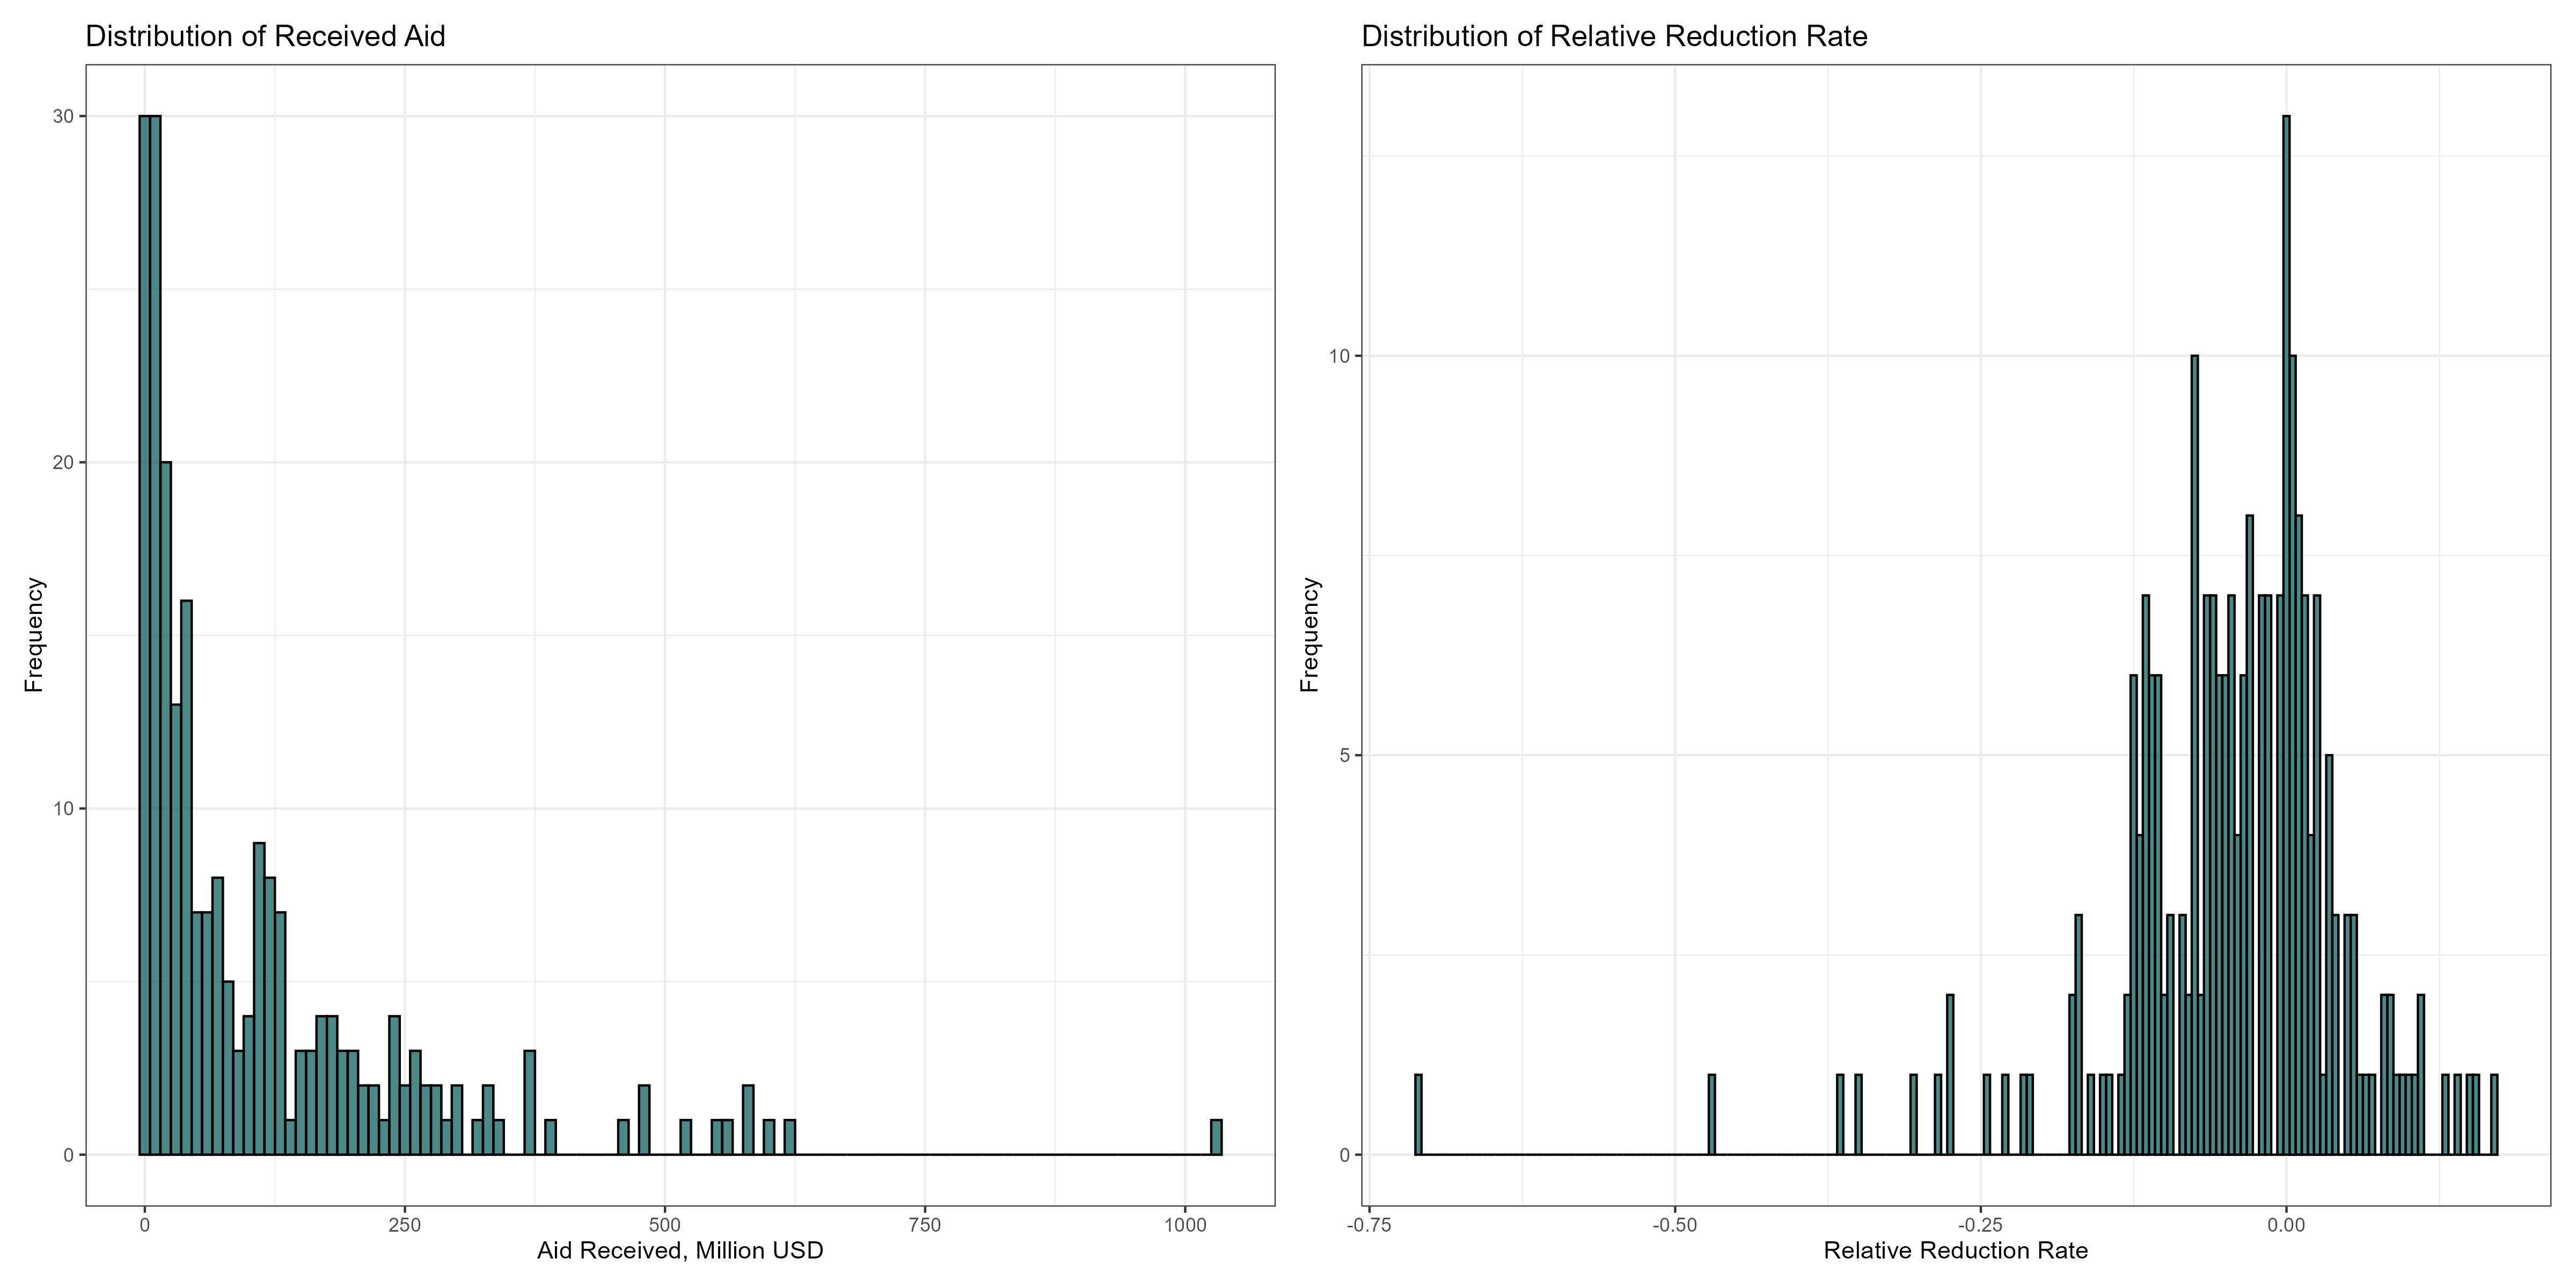 Distribution of Received Aid
30
20
10
0
Frequency
0 250 500 750 1000
Aid Received, Million USD
Distribution of Relative Reduction Rate
10
5
0
Frequency
-0.75 -0.50 -0.25 0.00
Relative Reduction Rate